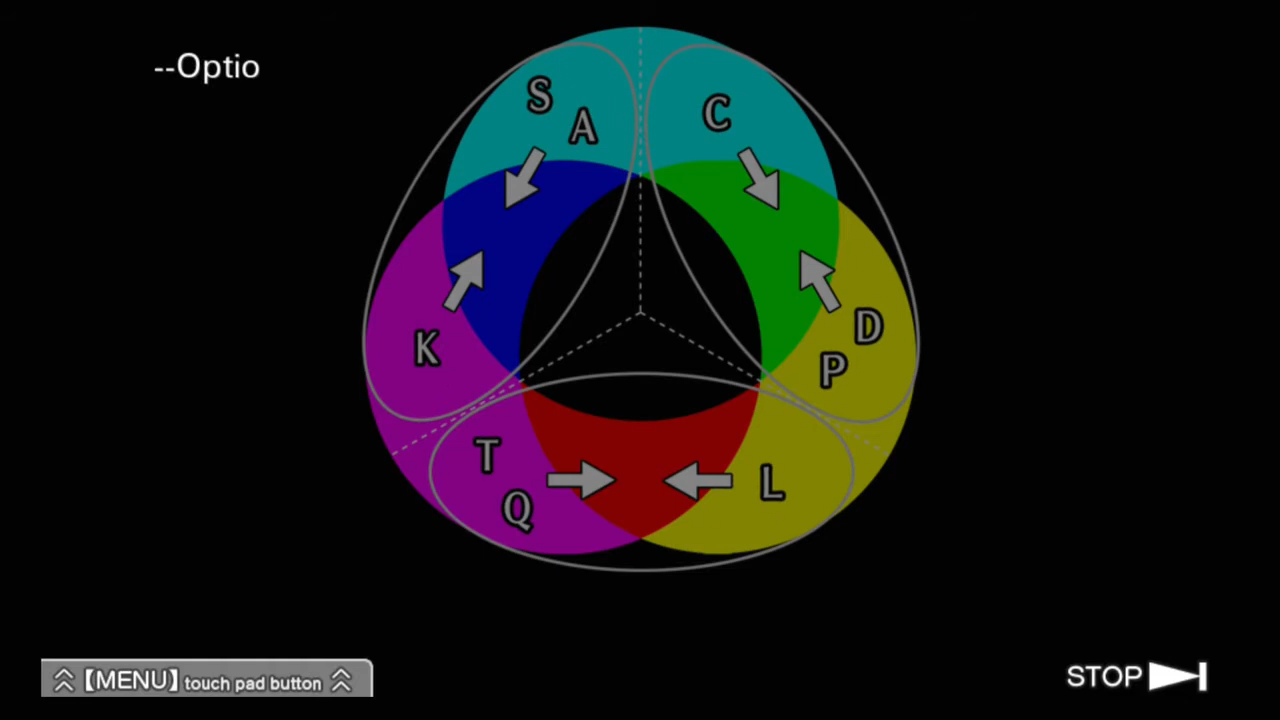 --Optio
S
A
C
K
D
P
T
Q
L
【MENU】 touch pad button
STOP